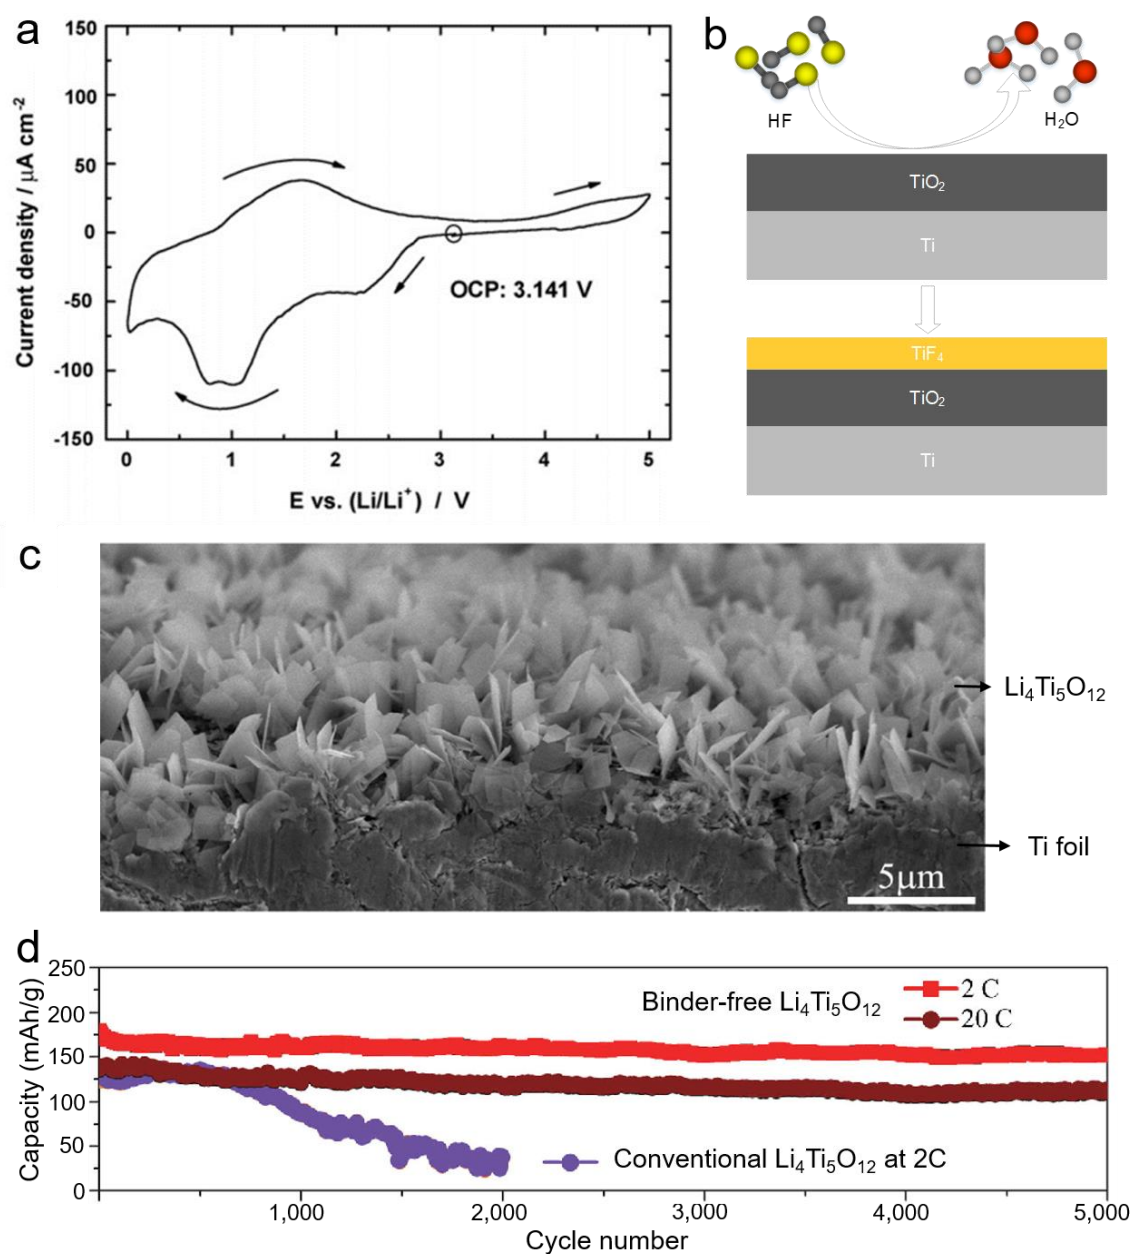 a
150
100
50
0
-50
-100
-150
Current density / μA cm⁻²
OCP: 3.141 V
0 1 2 3 4 5
E vs. (Li/Li⁺) / V
b
HF
H₂O
TiO₂
Ti
TiF₄
TiO₂
Ti
c
Li₄Ti₅O₁₂
Ti foil
5μm
d
250
200
150
100
50
0
Capacity (mAh/g)
Binder-free Li₄Ti₅O₁₂
2 C
20 C
Conventional Li₄Ti₅O₁₂ at 2C
1,000 2,000 3,000 4,000 5,000
Cycle number